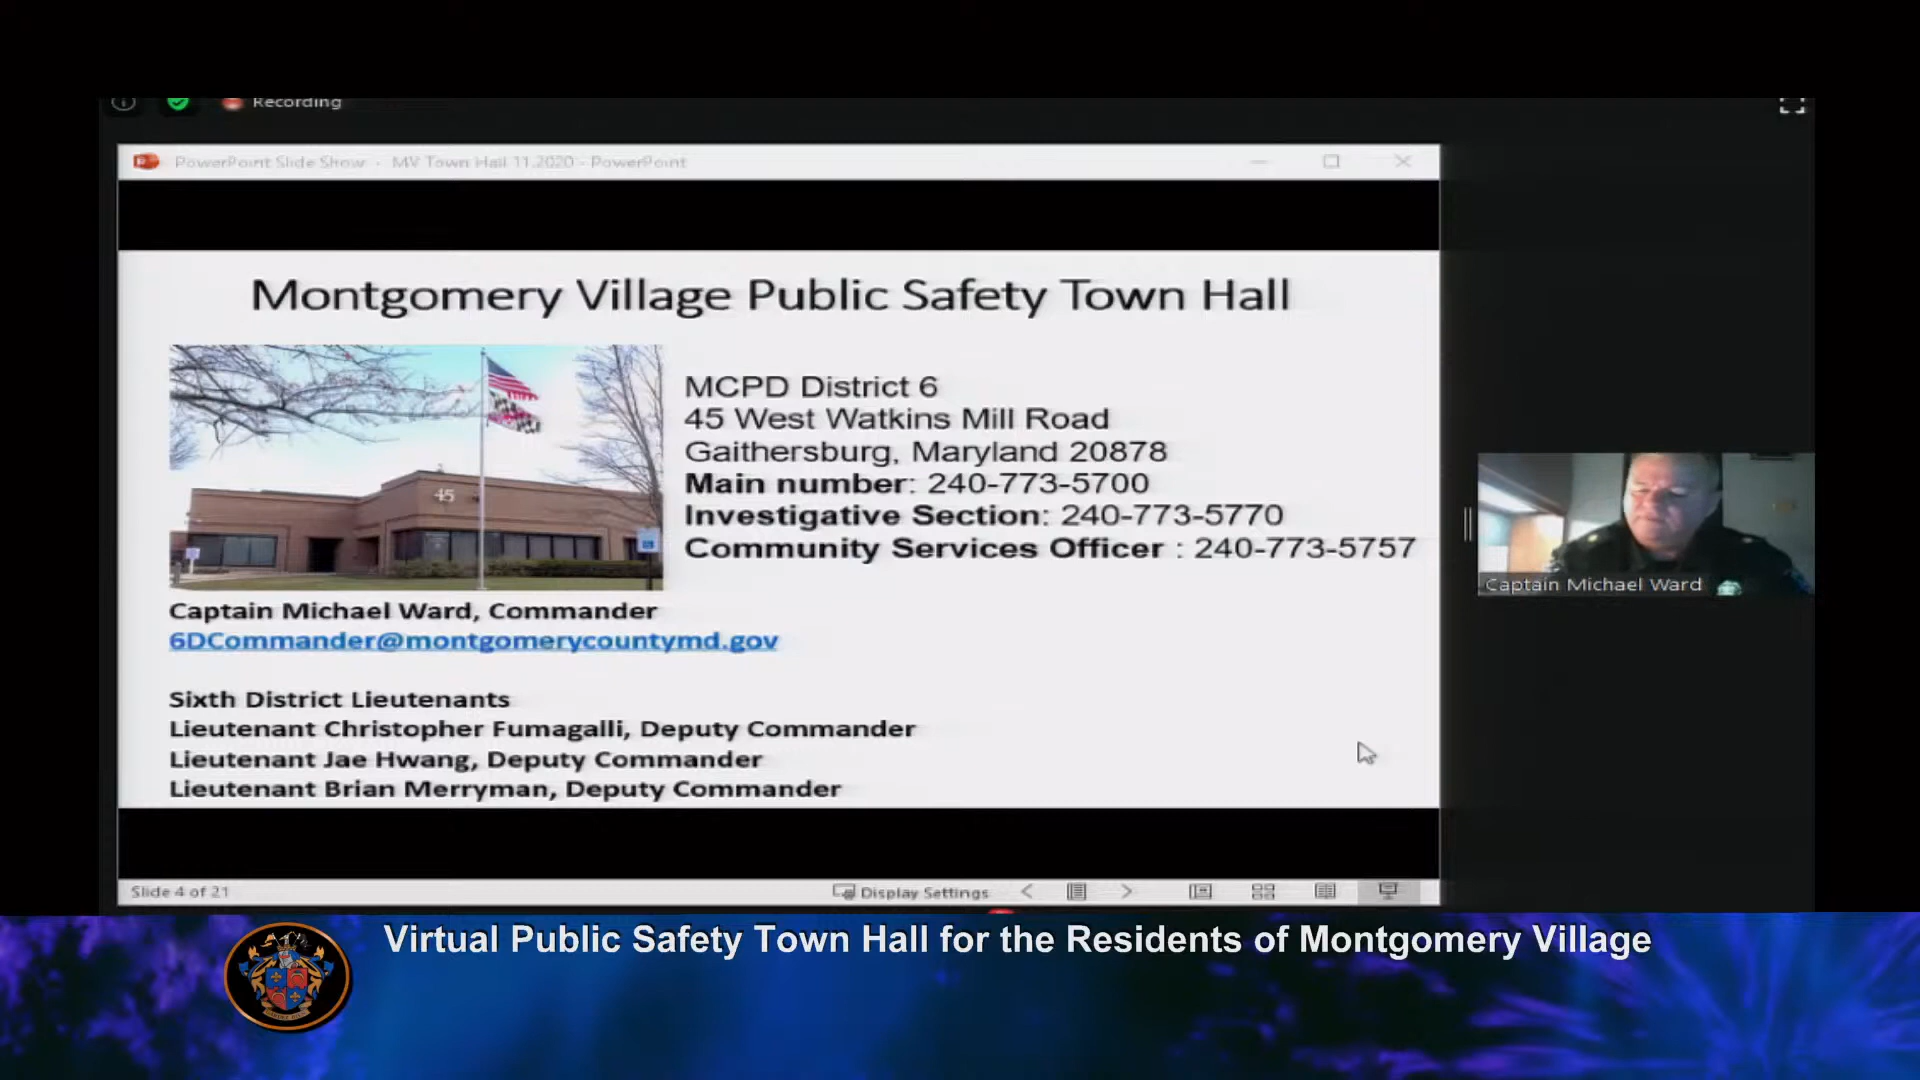 Recording
PowerPoint Slide Show - MV Town Hall 11.2020 - PowerPoint
Montgomery Village Public Safety Town Hall
45
MCPD District 6
45 West Watkins Mill Road
Gaithersburg, Maryland 20878
Main number: 240-773-5700
Investigative Section: 240-773-5770
Community Services Officer : 240-773-5757
Captain Michael Ward
Captain Michael Ward, Commander
6DCommander@montgomerycountymd.gov
Sixth District Lieutenants
Lieutenant Christopher Fumagalli, Deputy Commander
Lieutenant Jae Hwang, Deputy Commander
Lieutenant Brian Merryman, Deputy Commander
Slide 4 of 21
Display Settings
Virtual Public Safety Town Hall for the Residents of Montgomery Village